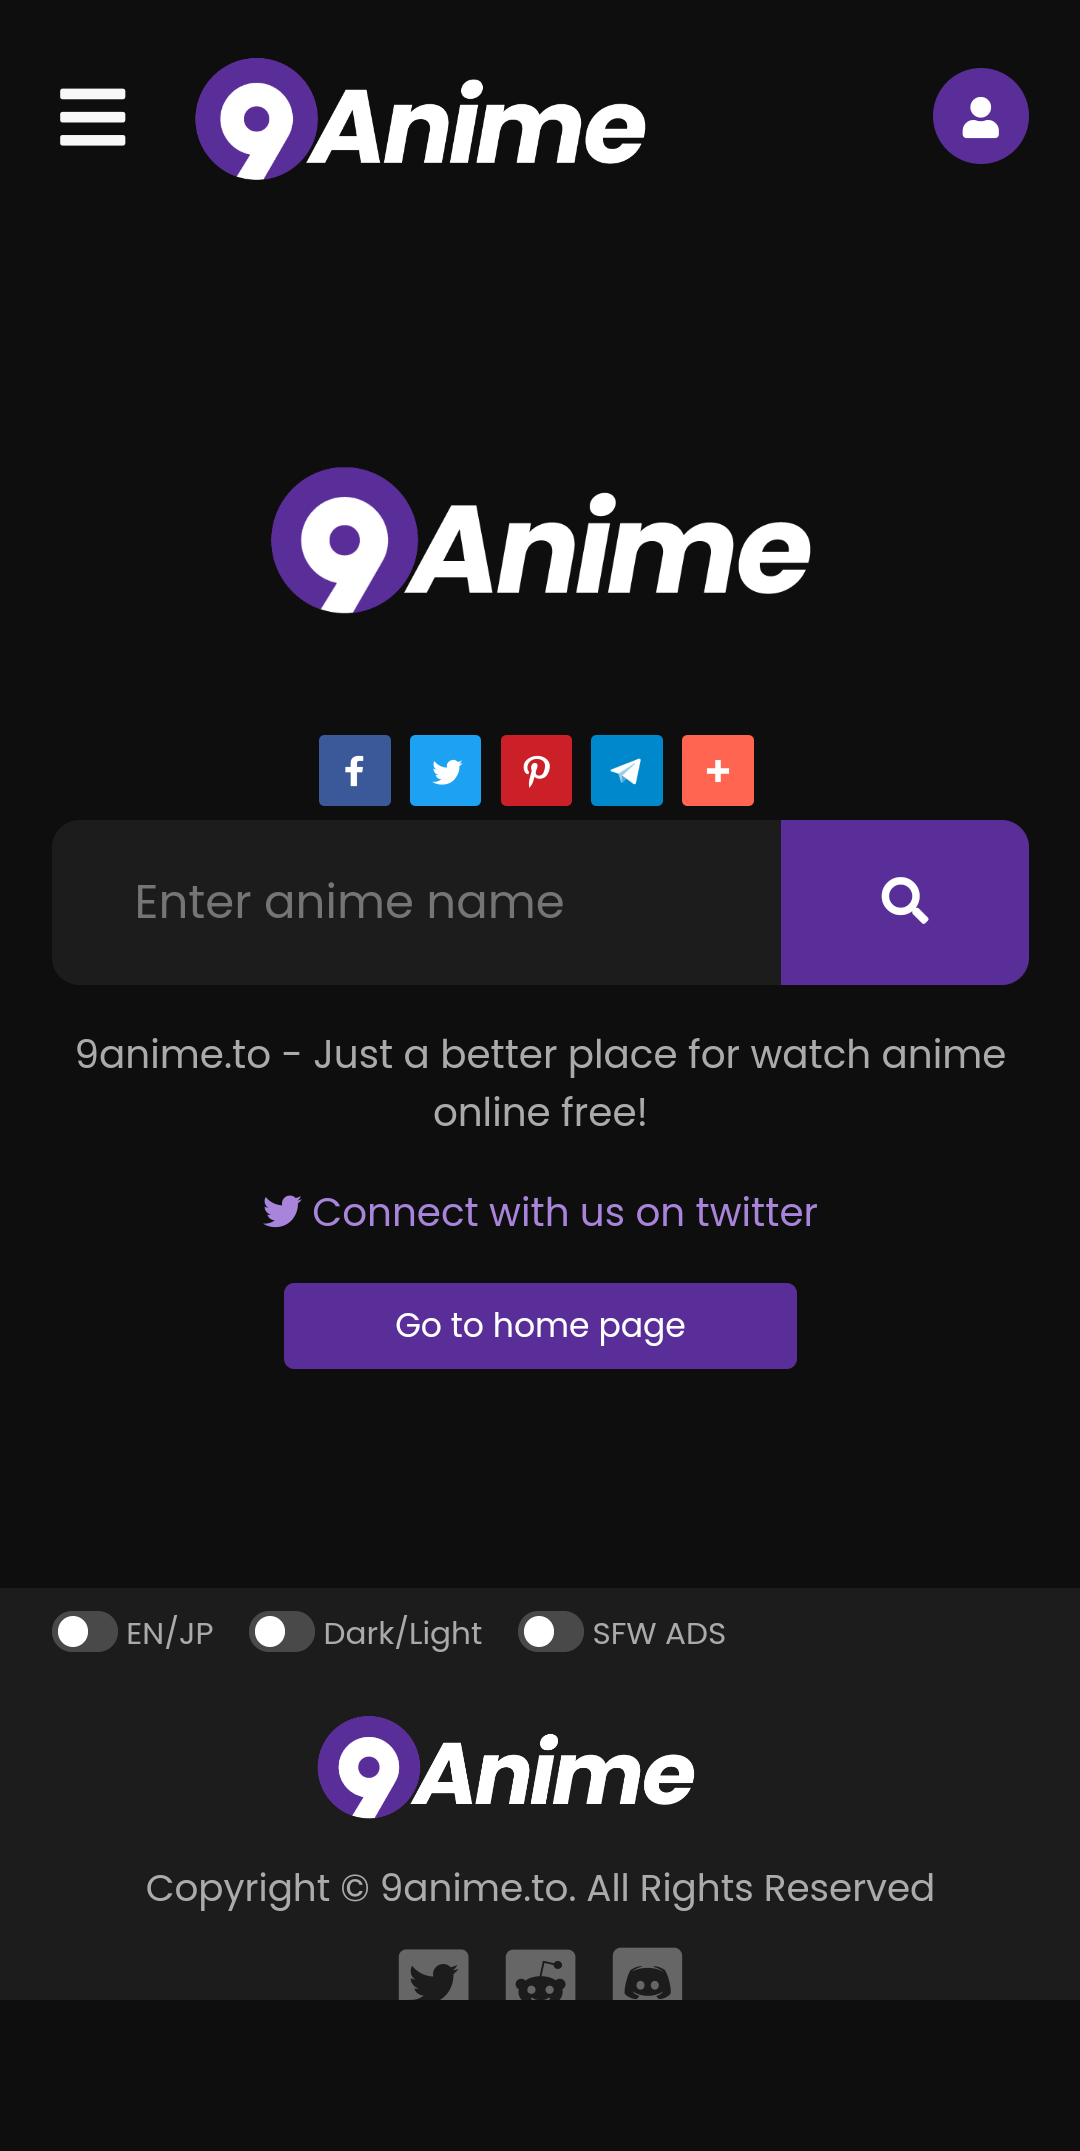 9Anime
9Anime
Enter anime name
9anime.to - Just a better place for watch anime
online free!
Connect with us on twitter
Go to home page
EN/JP Dark/Light SFW ADS
9Anime
Copyright © 9anime.to. All Rights Reserved